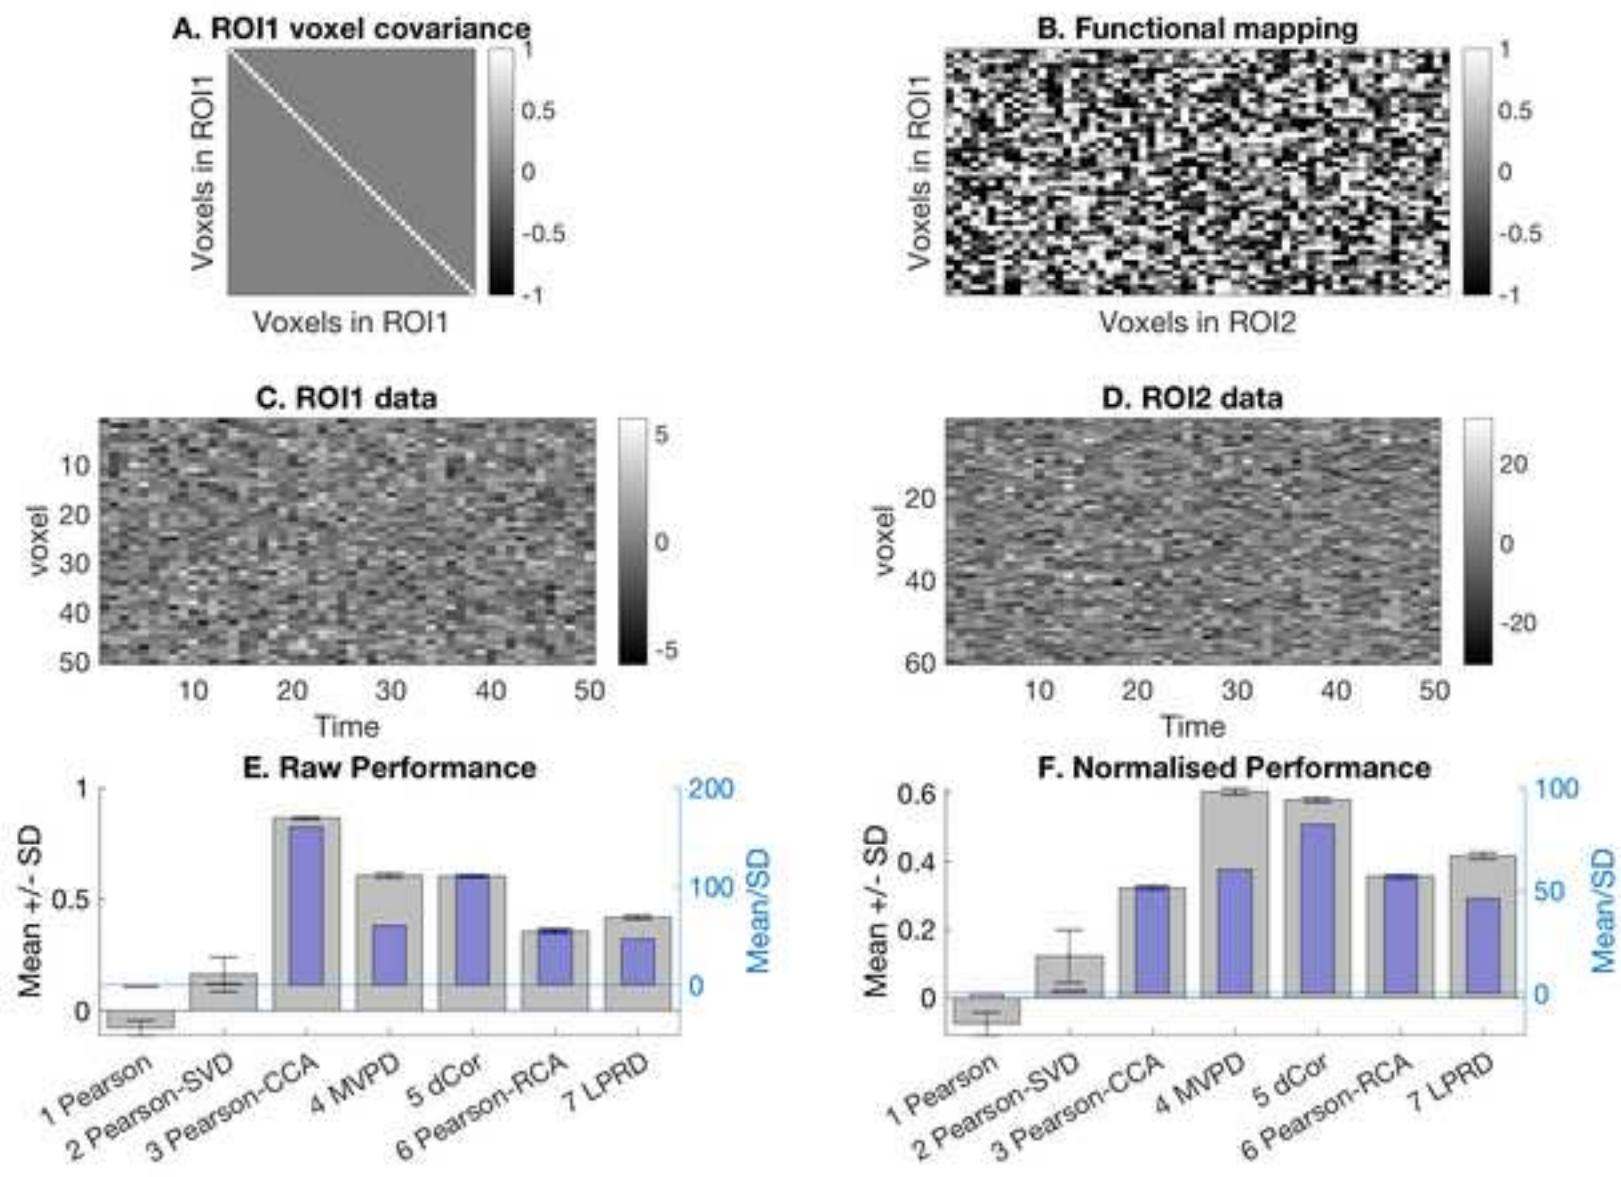 A. ROI1 voxel covariance
Voxels in ROI1
1
0.5
0
-0.5
-1
Voxels in ROI1
B. Functional mapping
Voxels in ROI1
1
0.5
0
-0.5
-1
Voxels in ROI2
C. ROI1 data
voxel
10
20
30
40
50
10 20 30 40 50
Time
5
0
-5
D. ROI2 data
voxel
20
40
60
10 20 30 40 50
Time
20
0
-20
E. Raw Performance
Mean +/- SD
1
0.5
0
200
100
0
Mean/SD
1 Pearson
2 Pearson-SVD
3 Pearson-CCA
4 MVPD
5 dCor
6 Pearson-RCA
7 LPRD
F. Normalised Performance
Mean +/- SD
0.6
0.4
0.2
0
100
50
0
Mean/SD
1 Pearson
2 Pearson-SVD
3 Pearson-CCA
4 MVPD
5 dCor
6 Pearson-RCA
7 LPRD